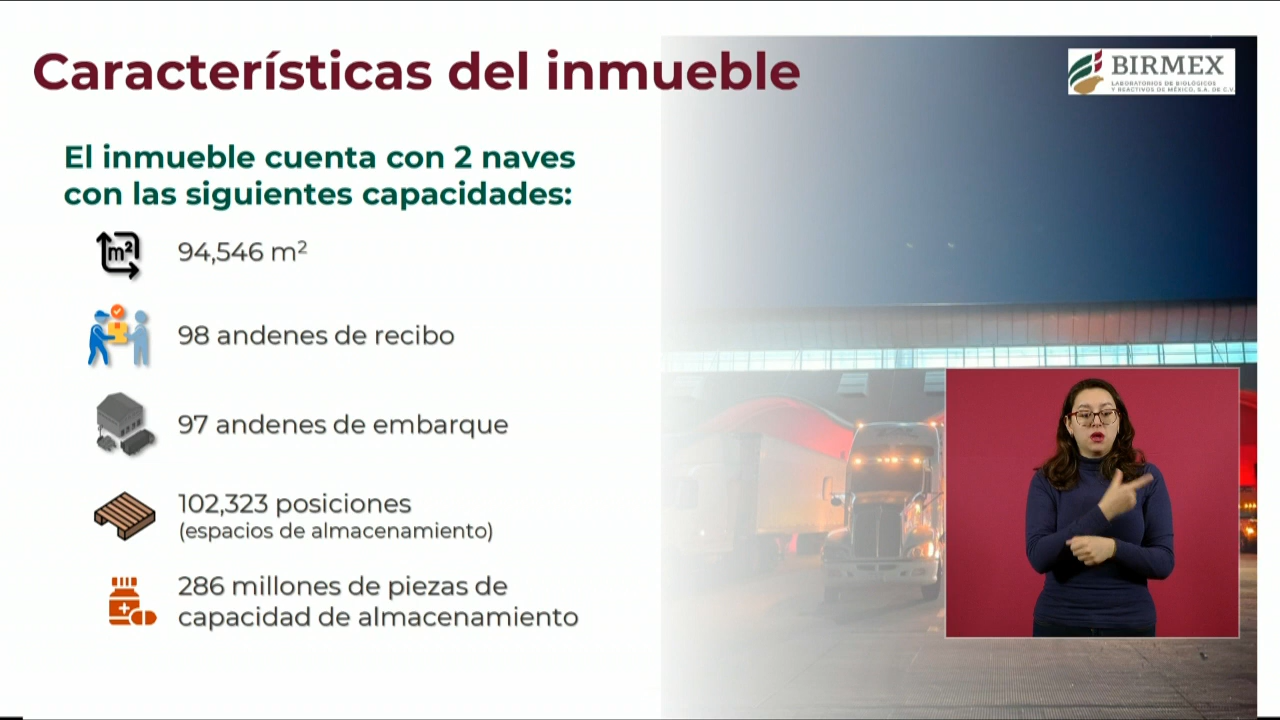 Características del inmueble
BIRMEX
LABORATORIOS DE BIOLÓGICOS
Y REACTIVOS DE MÉXICO, S.A. DE C.V.
El inmueble cuenta con 2 naves
con las siguientes capacidades:
m²
94,546 m²
98 andenes de recibo
97 andenes de embarque
102,323 posiciones
(espacios de almacenamiento)
286 millones de piezas de
capacidad de almacenamiento